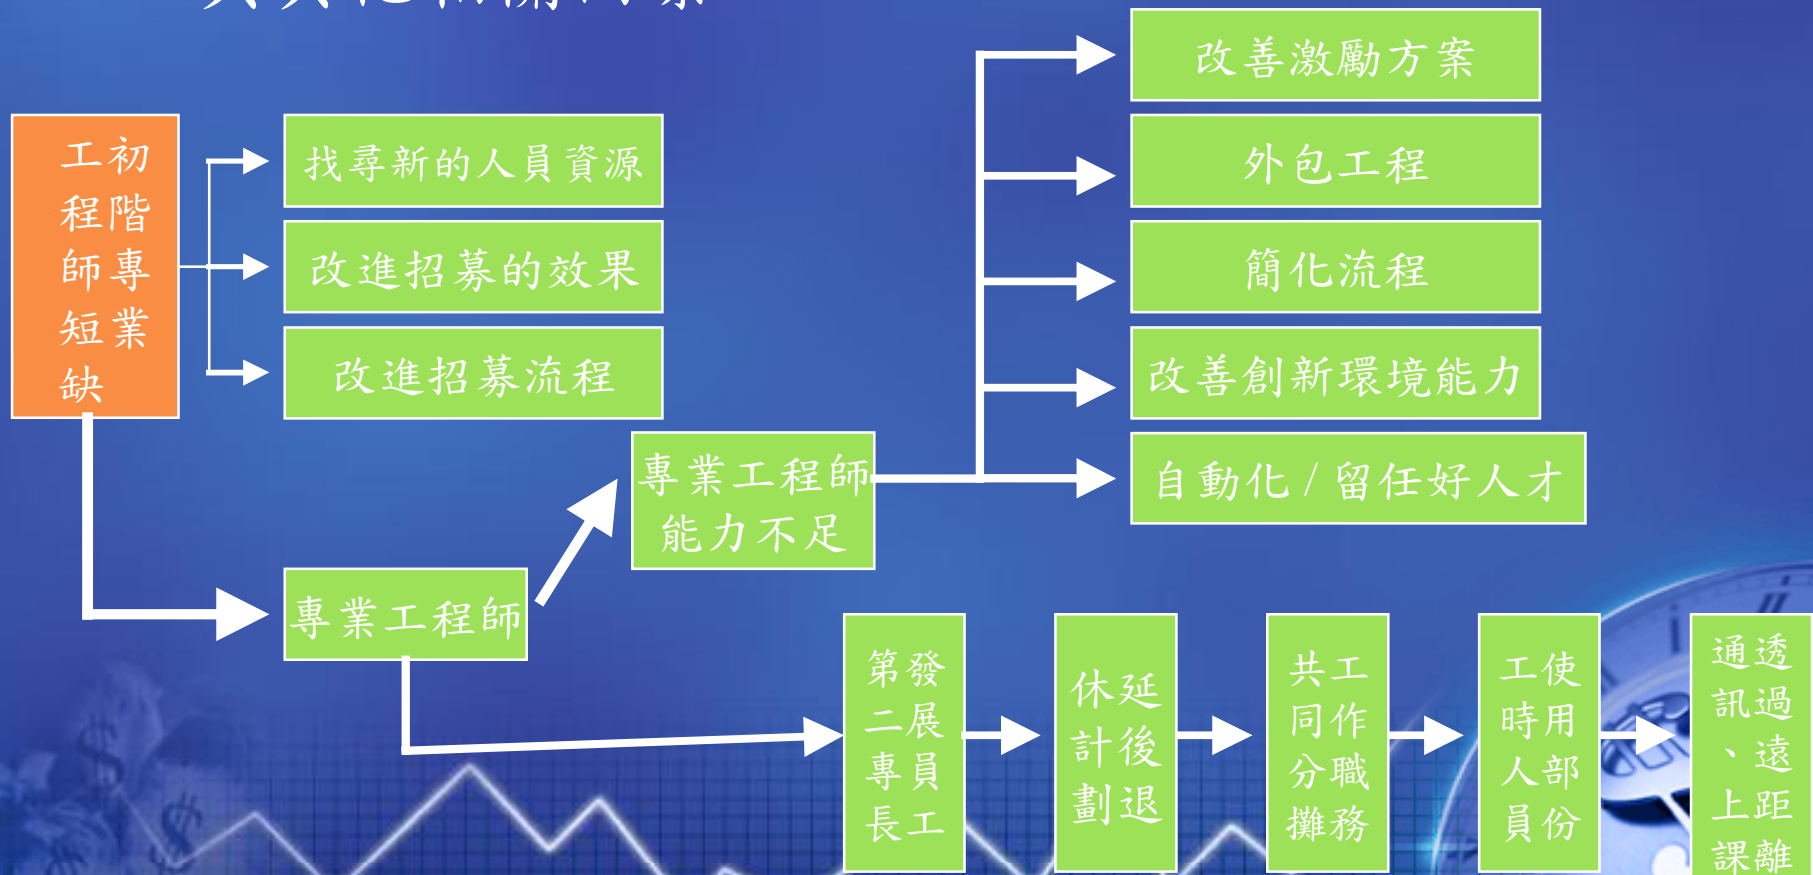 初階專業
工程師短缺
找尋新的人員資源
改進招募的效果
改進招募流程
專業工程師
專業工程師
能力不足
改善激勵方案
外包工程
簡化流程
改善創新環境能力
自動化/留任好人才
發展員工
第二專長
延後退
休計劃
工作職務
共同分攤
使用部份
工時人員
透過遠距離
通訊、上課